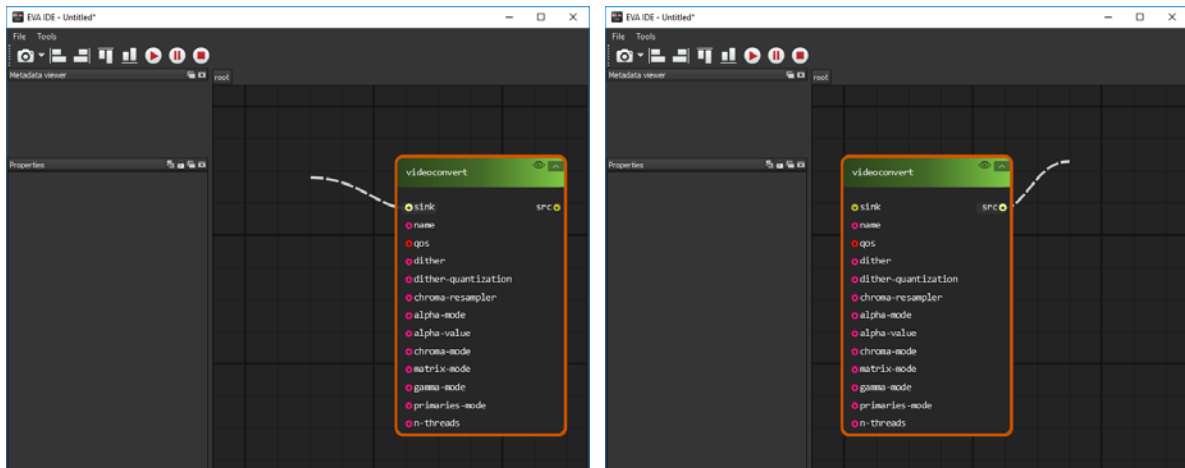 EVA IDE - Untitled*
File Tools
Metadata viewer
root
Properties
videoconvert
sink src
name
qos
dither
dither-quantization
chroma-resampler
alpha-mode
alpha-value
chroma-mode
matrix-mode
gamma-mode
primaries-mode
n-threads
EVA IDE - Untitled*
File Tools
Metadata viewer
root
Properties
videoconvert
sink src
name
qos
dither
dither-quantization
chroma-resampler
alpha-mode
alpha-value
chroma-mode
matrix-mode
gamma-mode
primaries-mode
n-threads